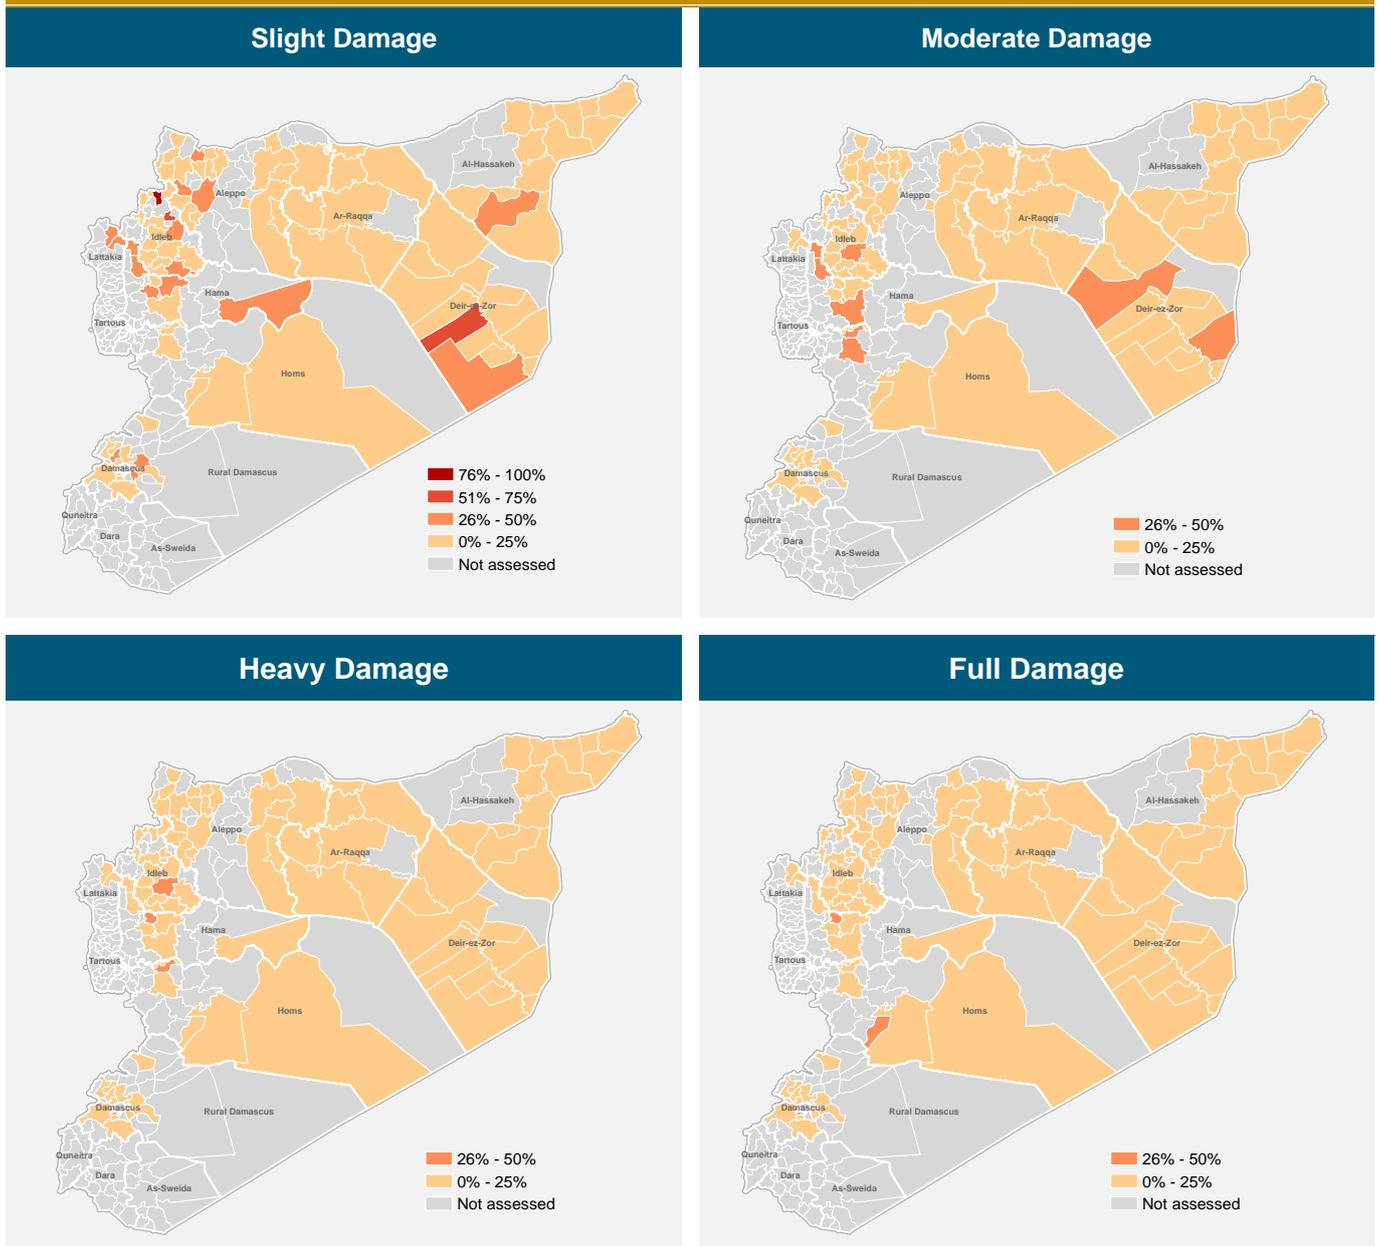 Slight Damage
Moderate Damage
Al-Hassakeh
Aleppo
Ar-Raqqa
Idleb
Lattakia
Hama
Deir-ez-Zor
Tartous
Homs
Damascus
Rural Damascus
Quneitra
Dara
As-Sweida
76% - 100%
51% - 75%
26% - 50%
0% - 25%
Not assessed
Al-Hassakeh
Aleppo
Ar-Raqqa
Idleb
Lattakia
Hama
Deir-ez-Zor
Tartous
Homs
Damascus
Rural Damascus
Quneitra
Dara
As-Sweida
26% - 50%
0% - 25%
Not assessed
Heavy Damage
Full Damage
Al-Hassakeh
Aleppo
Ar-Raqqa
Idleb
Lattakia
Hama
Deir-ez-Zor
Tartous
Homs
Damascus
Rural Damascus
Quneitra
Dara
As-Sweida
26% - 50%
0% - 25%
Not assessed
Al-Hassakeh
Aleppo
Ar-Raqqa
Idleb
Lattakia
Hama
Deir-ez-Zor
Tartous
Homs
Damascus
Rural Damascus
Quneitra
Dara
As-Sweida
26% - 50%
0% - 25%
Not assessed